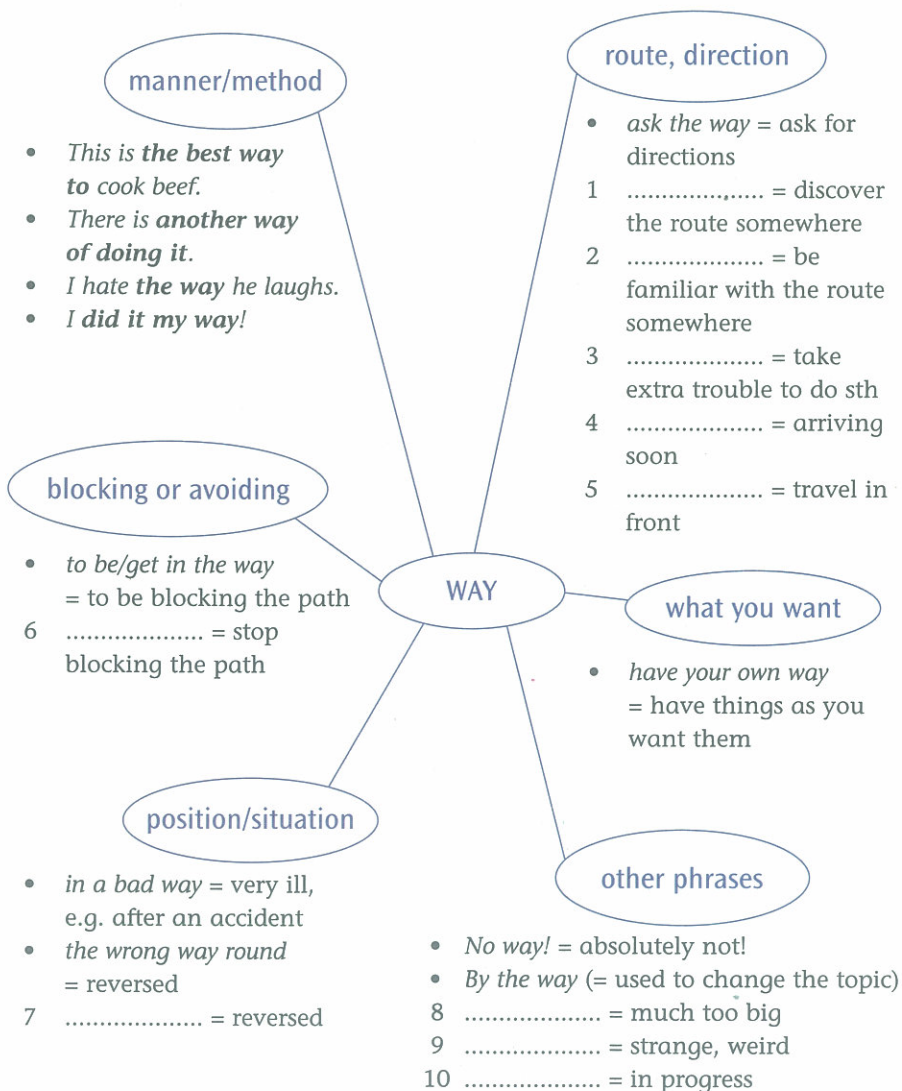 manner/method
• This is the best way
to cook beef.
• There is another way
of doing it.
• I hate the way he laughs.
• I did it my way!
route, direction
• ask the way = ask for
directions
1 .................... = discover
the route somewhere
2 .................... = be
familiar with the route
somewhere
3 .................... = take
extra trouble to do sth
4 .................... = arriving
soon
5 .................... = travel in
front
blocking or avoiding
• to be/get in the way
= to be blocking the path
6 .................... = stop
blocking the path
WAY
what you want
• have your own way
= have things as you
want them
position/situation
• in a bad way = very ill,
e.g. after an accident
• the wrong way round
= reversed
7 .................... = reversed
other phrases
• No way! = absolutely not!
• By the way (= used to change the topic)
8 .................... = much too big
9 .................... = strange, weird
10 .................... = in progress